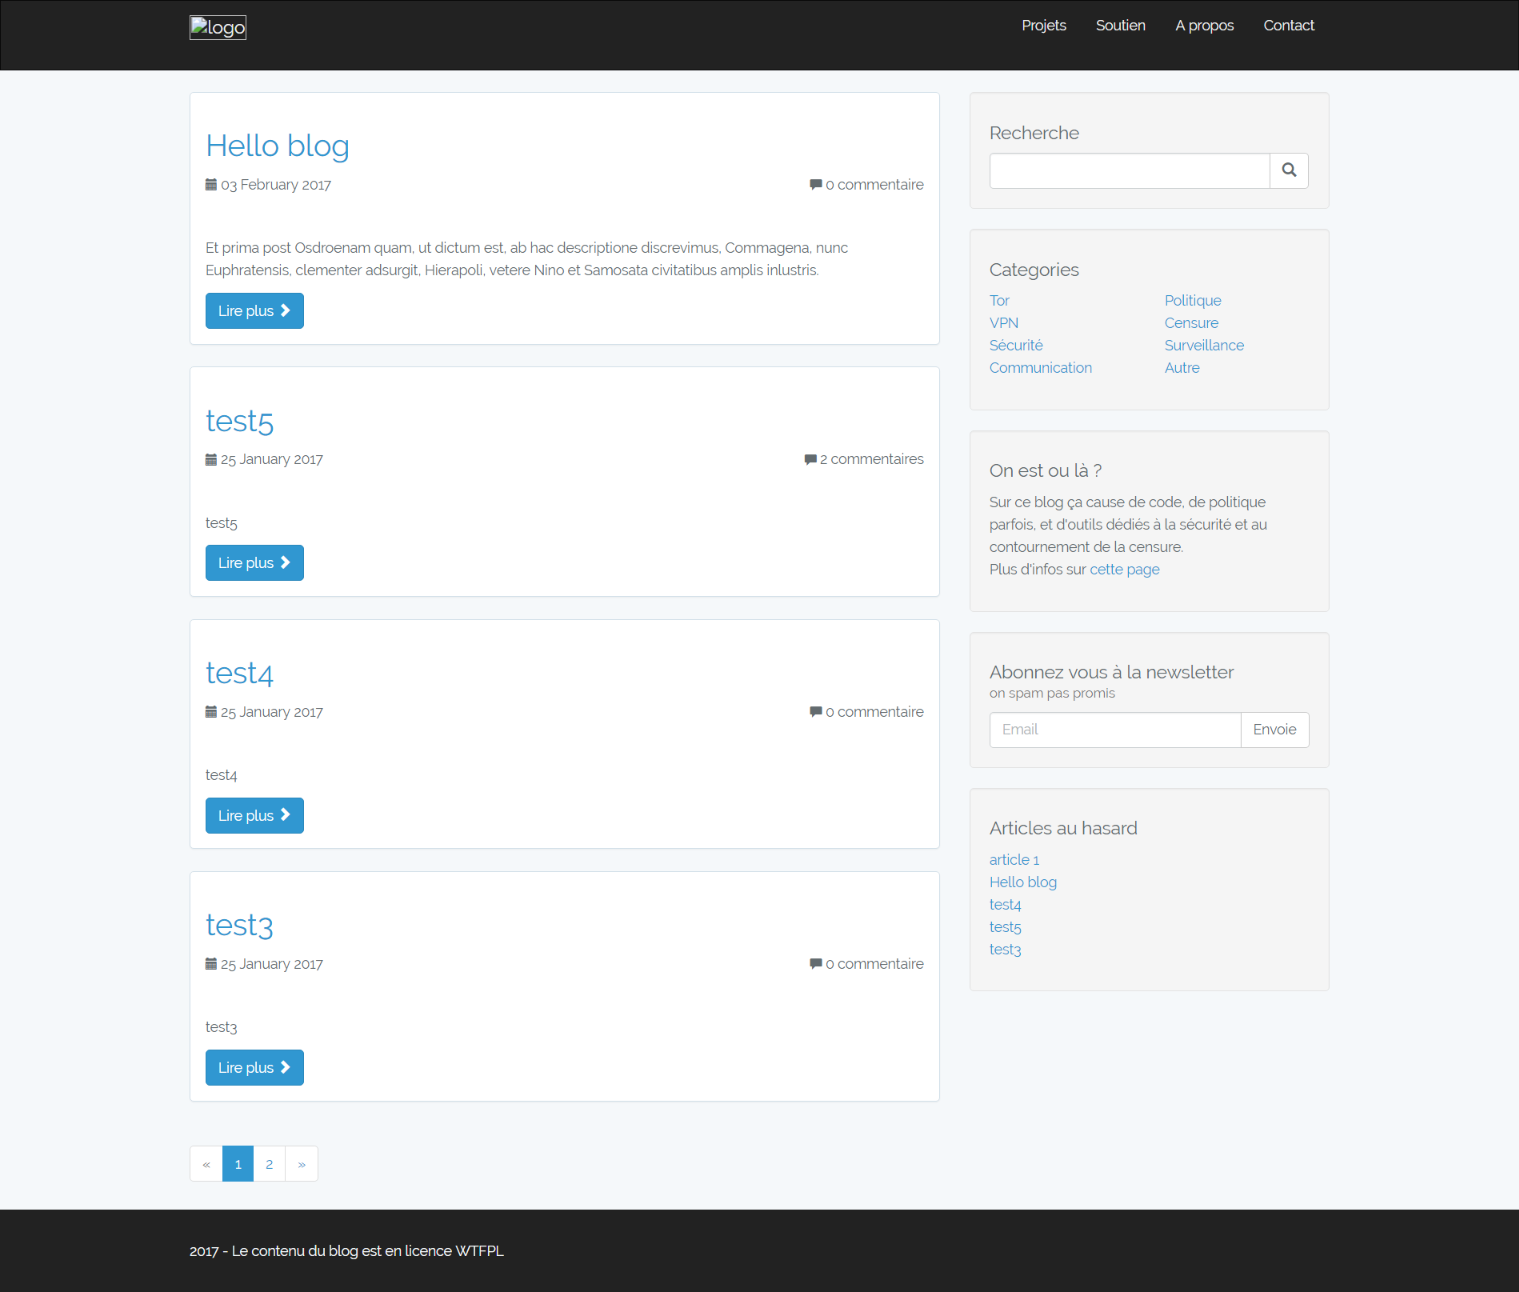 logo
Projets Soutien A propos Contact
Hello blog
03 February 2017 0 commentaire
Et prima post Osdroenam quam, ut dictum est, ab hac descriptione discrevimus, Commagena, nunc
Euphratensis, clementer adsurgit, Hierapoli, vetere Nino et Samosata civitatibus amplis inlustris.
Lire plus
test5
25 January 2017 2 commentaires
test5
Lire plus
test4
25 January 2017 0 commentaire
test4
Lire plus
test3
25 January 2017 0 commentaire
test3
Lire plus
« 1 2 »
Recherche
Categories
Tor Politique
VPN Censure
Sécurité Surveillance
Communication Autre
On est ou là ?
Sur ce blog ça cause de code, de politique
parfois, et d'outils dédiés à la sécurité et au
contournement de la censure.
Plus d'infos sur cette page
Abonnez vous à la newsletter
on spam pas promis
Email Envoie
Articles au hasard
article 1
Hello blog
test4
test5
test3
2017 - Le contenu du blog est en licence WTFPL